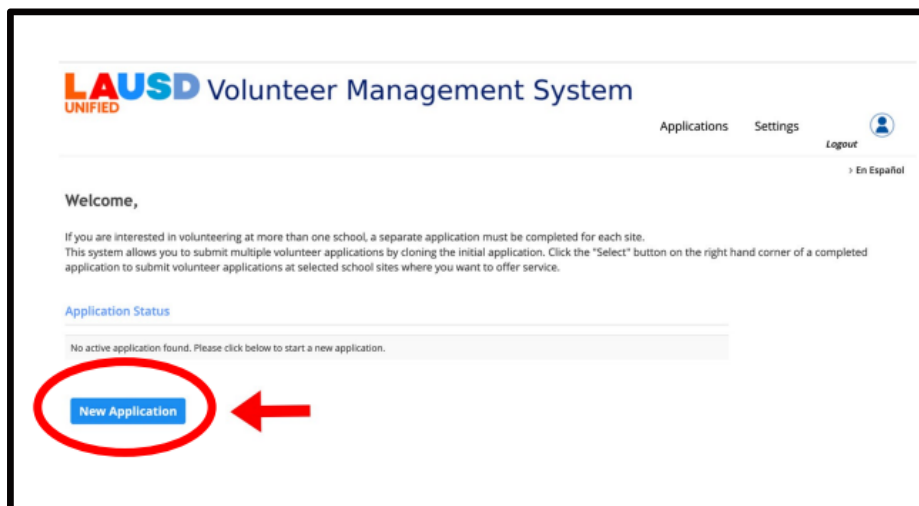 LAUSD Volunteer Management System
UNIFIED
Applications Settings
Logout
› En Español
Welcome,
If you are interested in volunteering at more than one school, a separate application must be completed for each site.
This system allows you to submit multiple volunteer applications by cloning the initial application. Click the "Select" button on the right hand corner of a completed
application to submit volunteer applications at selected school sites where you want to offer service.
Application Status
No active application found. Please click below to start a new application.
New Application